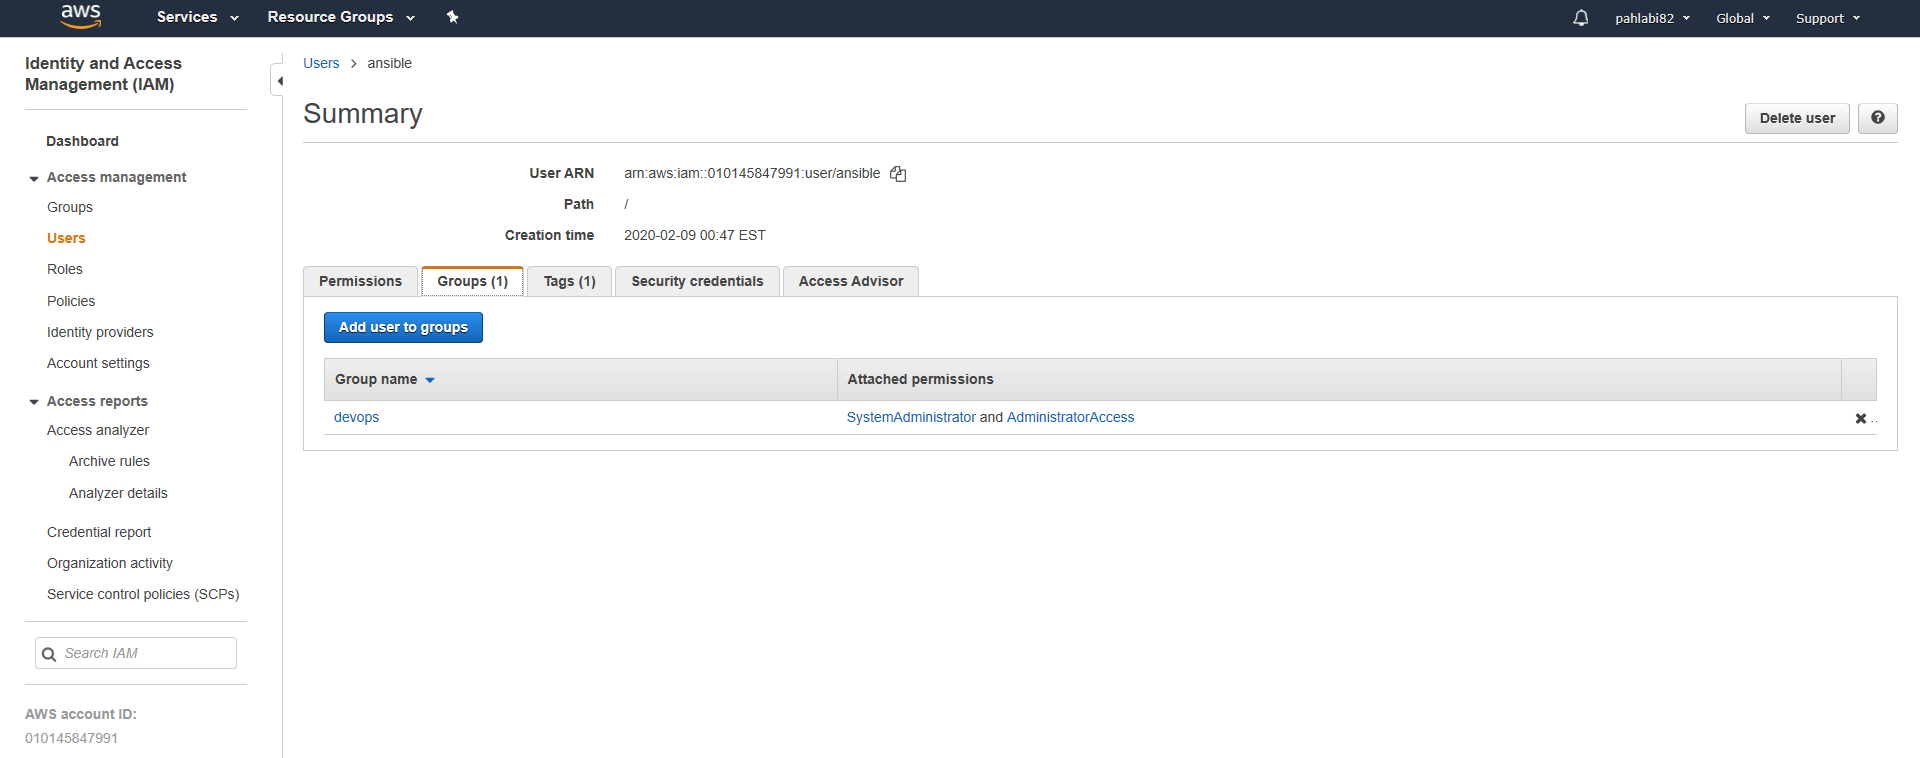 aws
Services
Resource Groups
pahlabi82
Global
Support
Identity and Access
Management (IAM)
Dashboard
Access management
Groups
Users
Roles
Policies
Identity providers
Account settings
Access reports
Access analyzer
Archive rules
Analyzer details
Credential report
Organization activity
Service control policies (SCPs)
Search IAM
AWS account ID:
010145847991
Users > ansible
Summary
Delete user
User ARN arn:aws:iam::010145847991:user/ansible
Path /
Creation time 2020-02-09 00:47 EST
Permissions Groups (1) Tags (1) Security credentials Access Advisor
Add user to groups
Group name Attached permissions
devops SystemAdministrator and AdministratorAccess